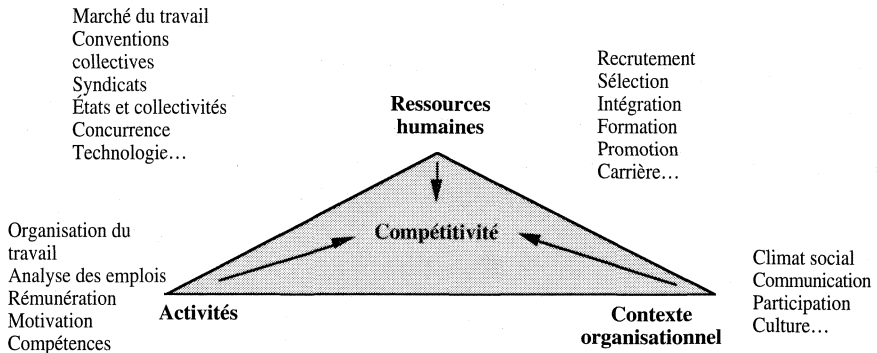 Marché du travail
Conventions
collectives
Syndicats
États et collectivités
Concurrence
Technologie…
Recrutement
Sélection
Intégration
Formation
Promotion
Carrière…
Ressources
humaines
Compétitivité
Organisation du
travail
Analyse des emplois
Rémunération
Motivation
Compétences
Activités
Contexte
organisationnel
Climat social
Communication
Participation
Culture…